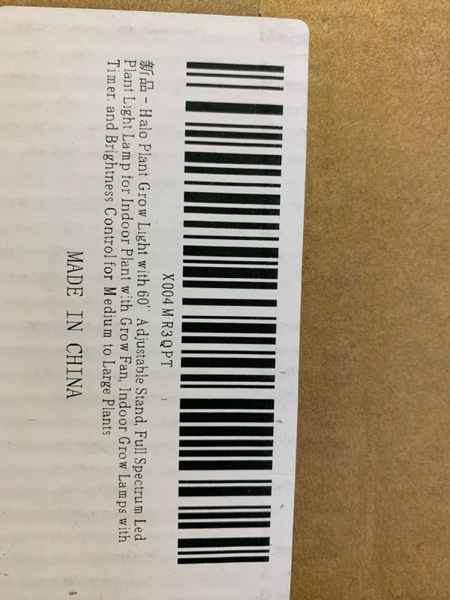 X004MR3QPT
新品 - Halo Plant Grow Light with 60'' Adjustable Stand, Full Spectrum Led
Plant Light Lamp for Indoor Plant with Grow Fan, Indoor Grow Lamps with
Timer. and Brightness Control for Medium to Large Plants
MADE IN CHINA